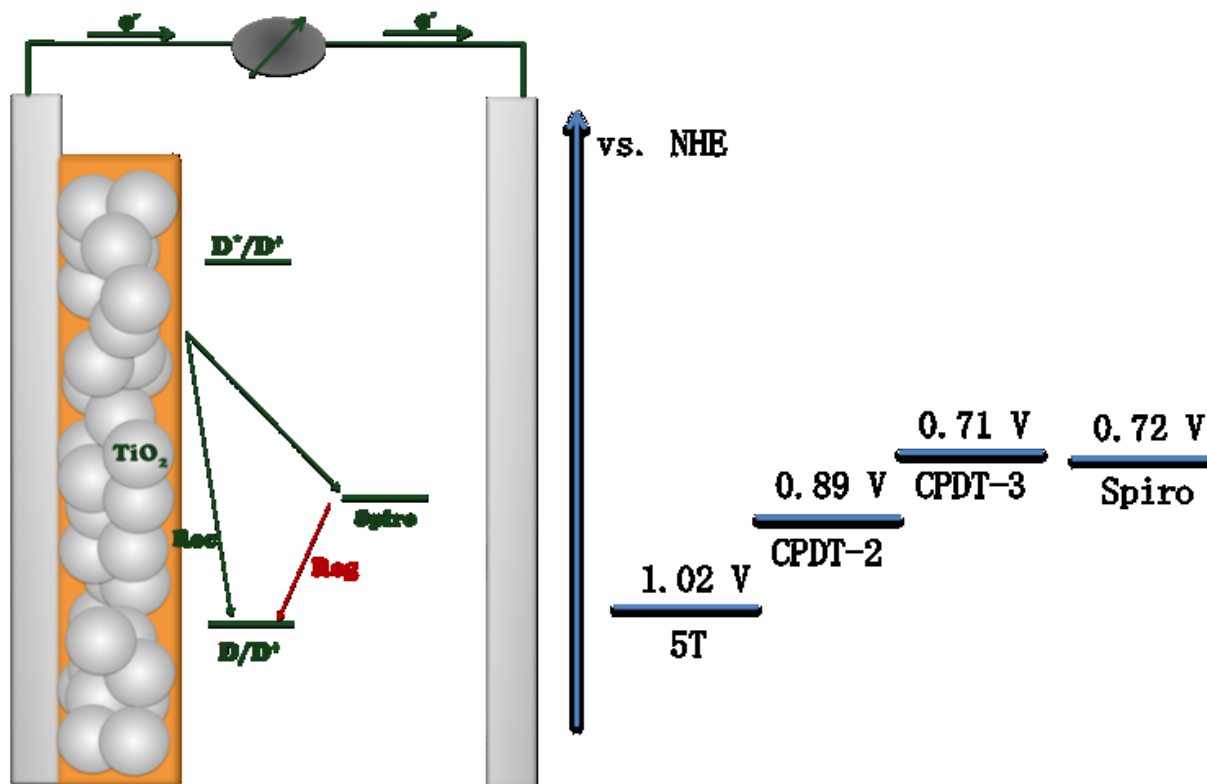 e⁻
e⁻
vs. NHE
D*/D⁺
0.71 V
0.72 V
TiO₂
CPDT-3
Spiro
0.89 V
Spiro
Rec
CPDT-2
Reg
1.02 V
D/D⁺
5T